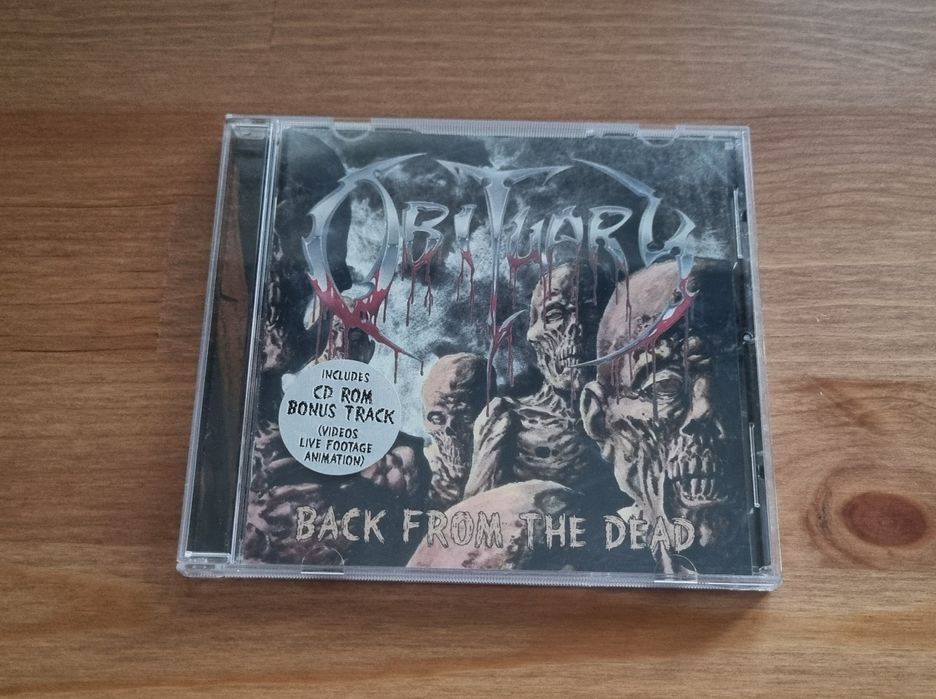 OBITUARY
INCLUDES
CD ROM
BONUS TRACK
(VIDEOS
LIVE FOOTAGE
ANIMATION)
BACK FROM THE DEAD